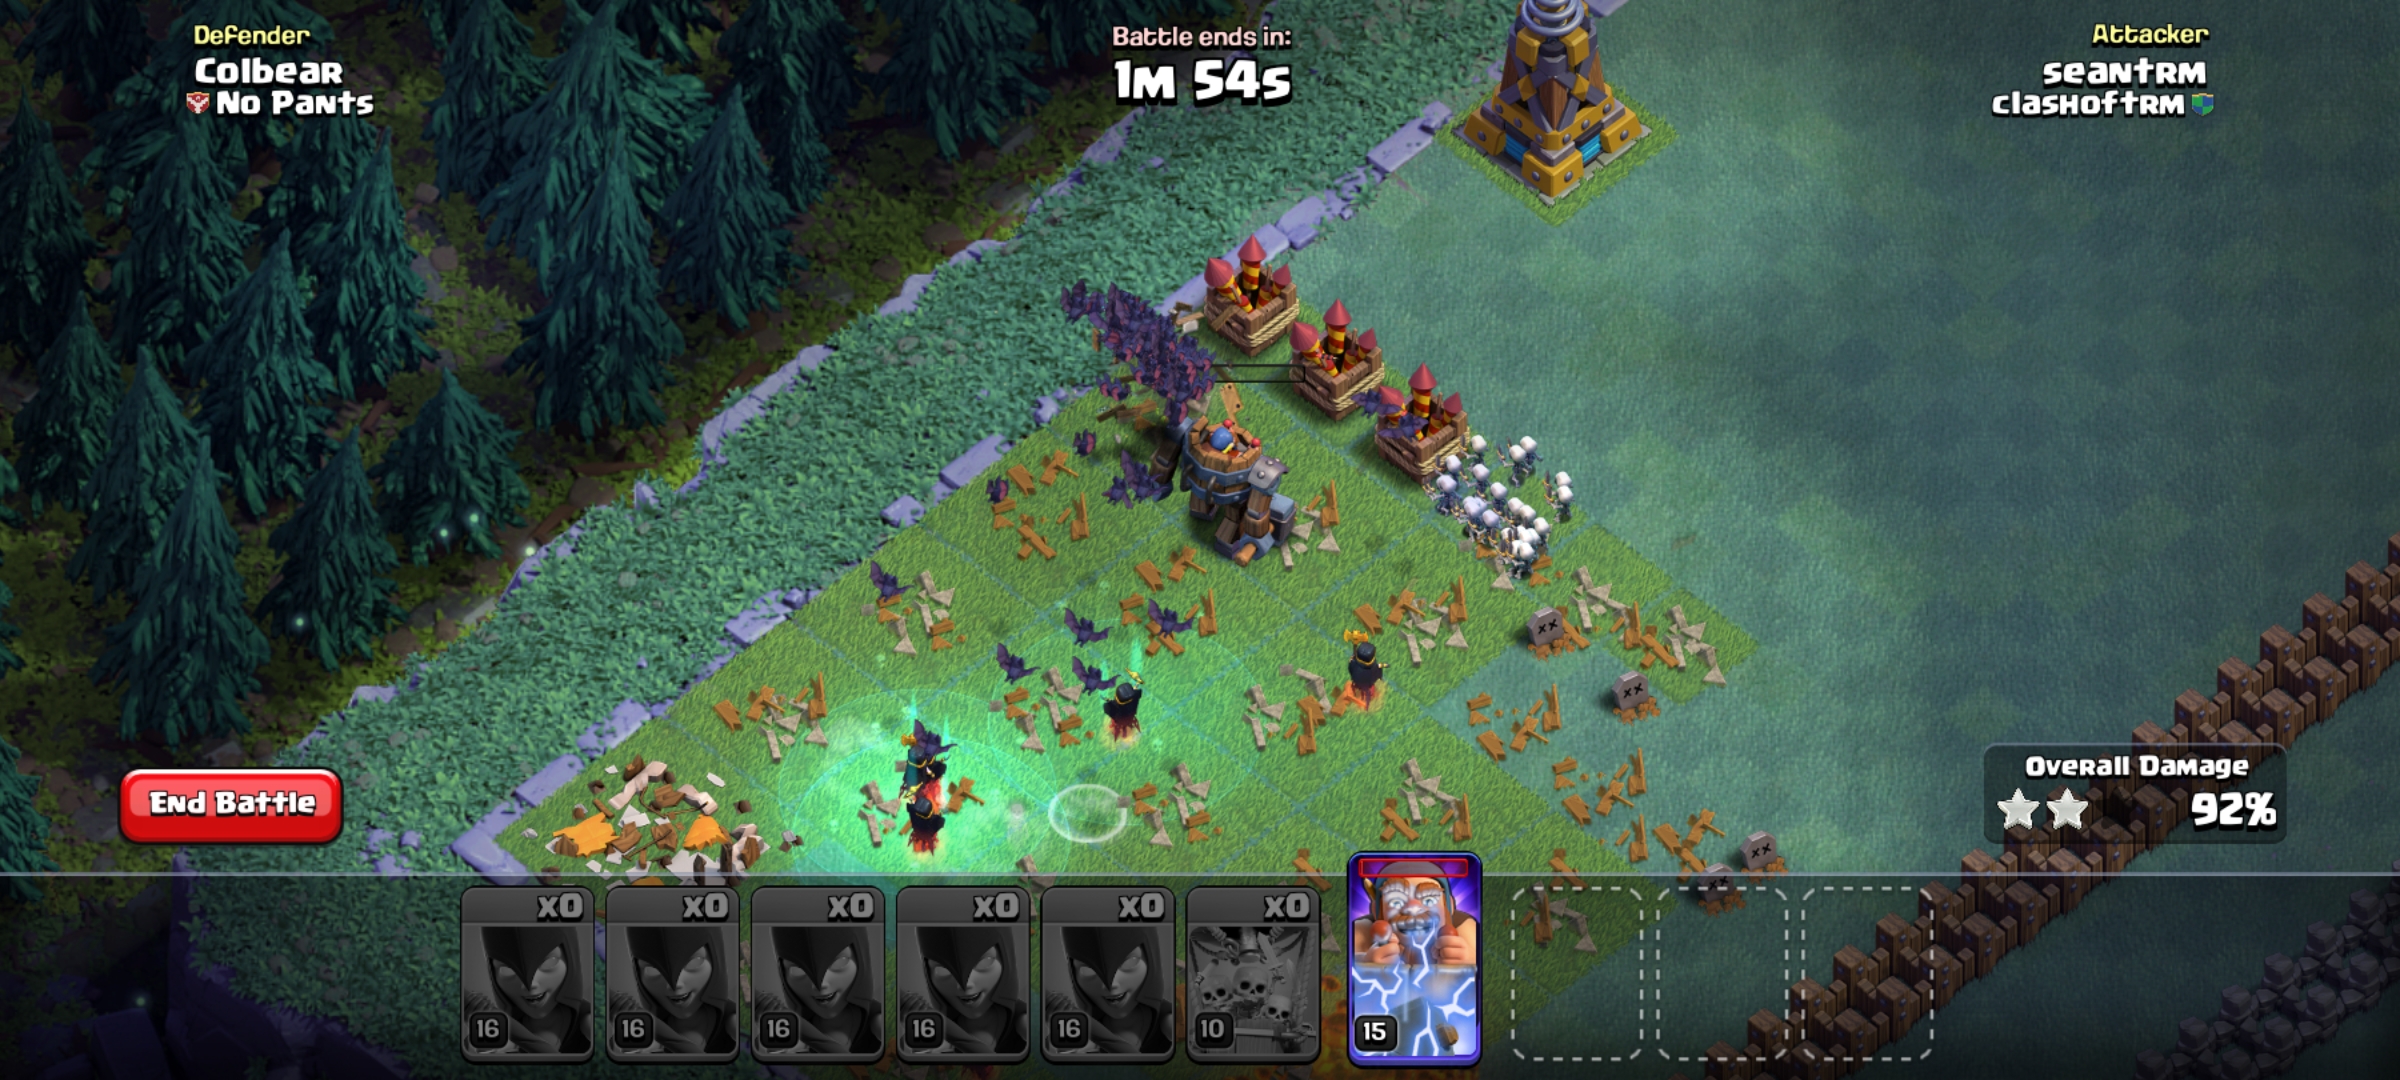 Defender
Colbear
No Pants
Battle ends in:
1M 54s
Attacker
seantRM
clashoftRM
End Battle
Overall Damage
92%
x0
x0
x0
x0
x0
x0
16
16
16
16
16
10
15